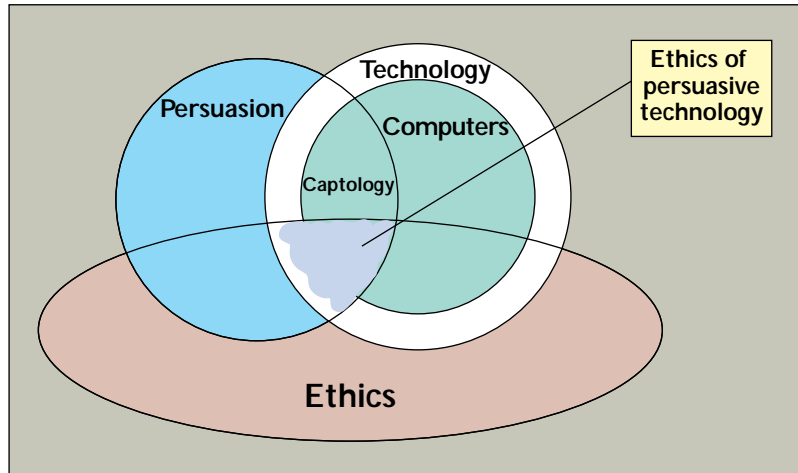 Technology
Ethics of
persuasive
technology
Persuasion
Computers
Captology
Ethics